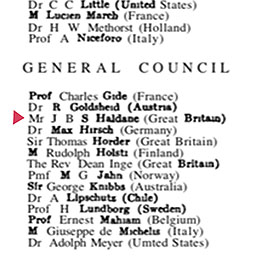 Dr C C Little (United States)
M Lucien March (France)
Dr H W Methorst (Holland)
Prof A Niceforo (Italy)
GENERAL COUNCIL
Prof Charles Gide (France)
Dr R Goldsheid (Austria)
Mr J B S Haldane (Great Britain)
Dr Max Hirsch (Germany)
Sir Thomas Horder (Great Britain)
M Rudolph Holsti (Finland)
The Rev Dean Inge (Great Britain)
Pmf M G Jahn (Norway)
Sir George Knibbs (Australia)
Dr A Lipschutz (Chile)
Prof H Lundborg (Sweden)
Prof Ernest Mahaim (Belgium)
M Giuseppe de Michelis (Italy)
Dr Adolph Meyer (Umted States)